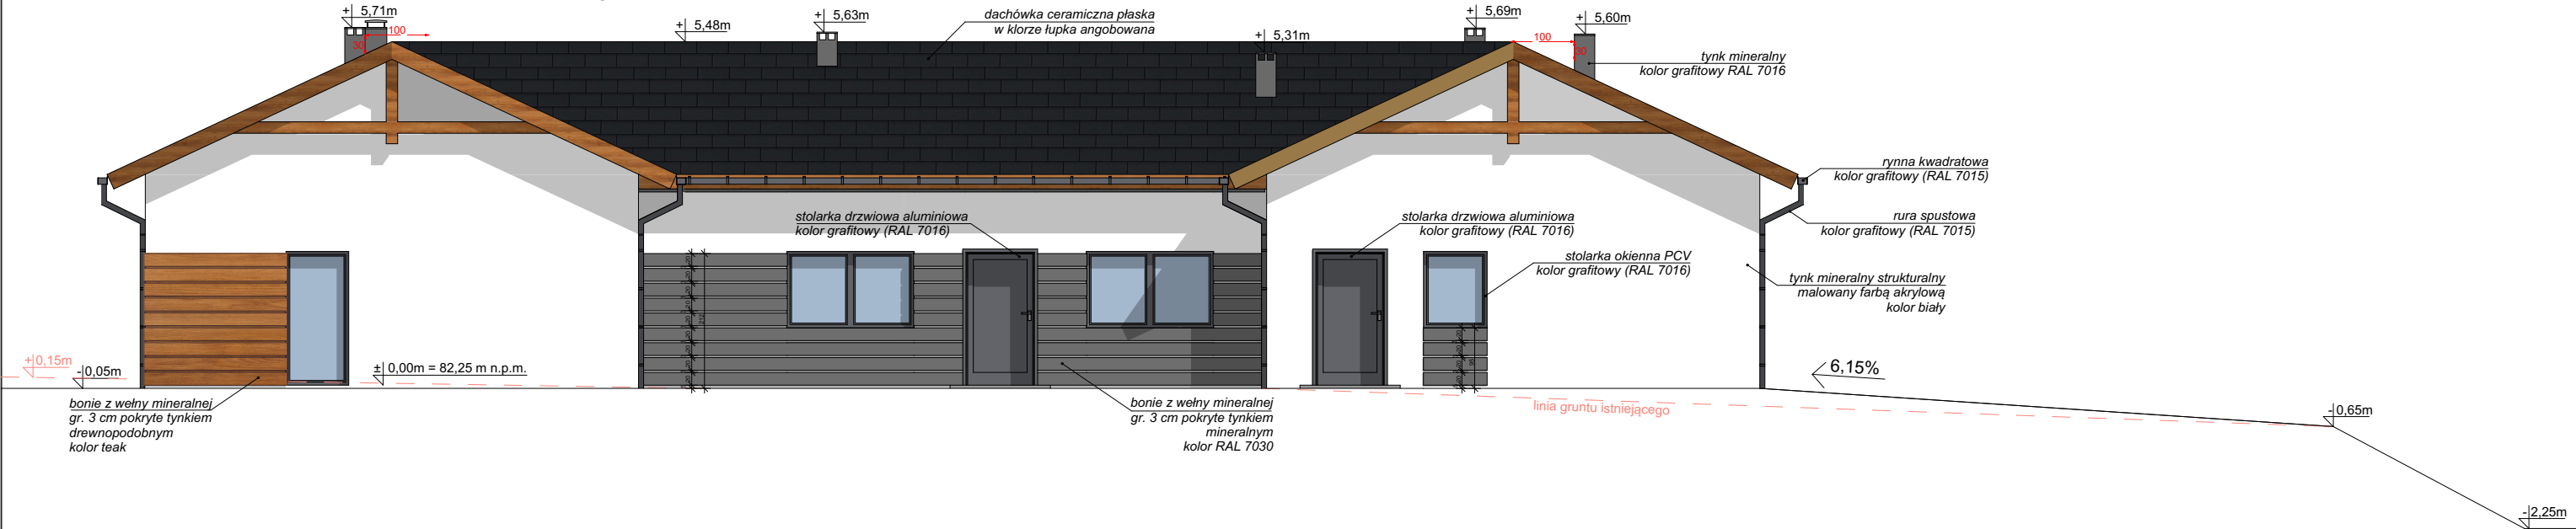 + 5,71m
100
30
+ 5,48m
+ 5,63m
dachówka ceramiczna płaska
w klorze łupka angobowana
+ 5,31m
+ 5,69m
100
30
+ 5,60m
tynk mineralny
kolor grafitowy RAL 7016
rynna kwadratowa
kolor grafitowy (RAL 7015)
rura spustowa
kolor grafitowy (RAL 7015)
stolarka drzwiowa aluminiowa
kolor grafitowy (RAL 7016)
stolarka drzwiowa aluminiowa
kolor grafitowy (RAL 7016)
stolarka okienna PCV
kolor grafitowy (RAL 7016)
tynk mineralny strukturalny
malowany farbą akrylową
kolor biały
+0,15m
-0,05m
± 0,00m = 82,25 m n.p.m.
6,15%
bonie z wełny mineralnej
gr. 3 cm pokryte tynkiem
drewnopodobnym
kolor teak
bonie z wełny mineralnej
gr. 3 cm pokryte tynkiem
mineralnym
kolor RAL 7030
linia gruntu istniejącego
-0,65m
-2,25m